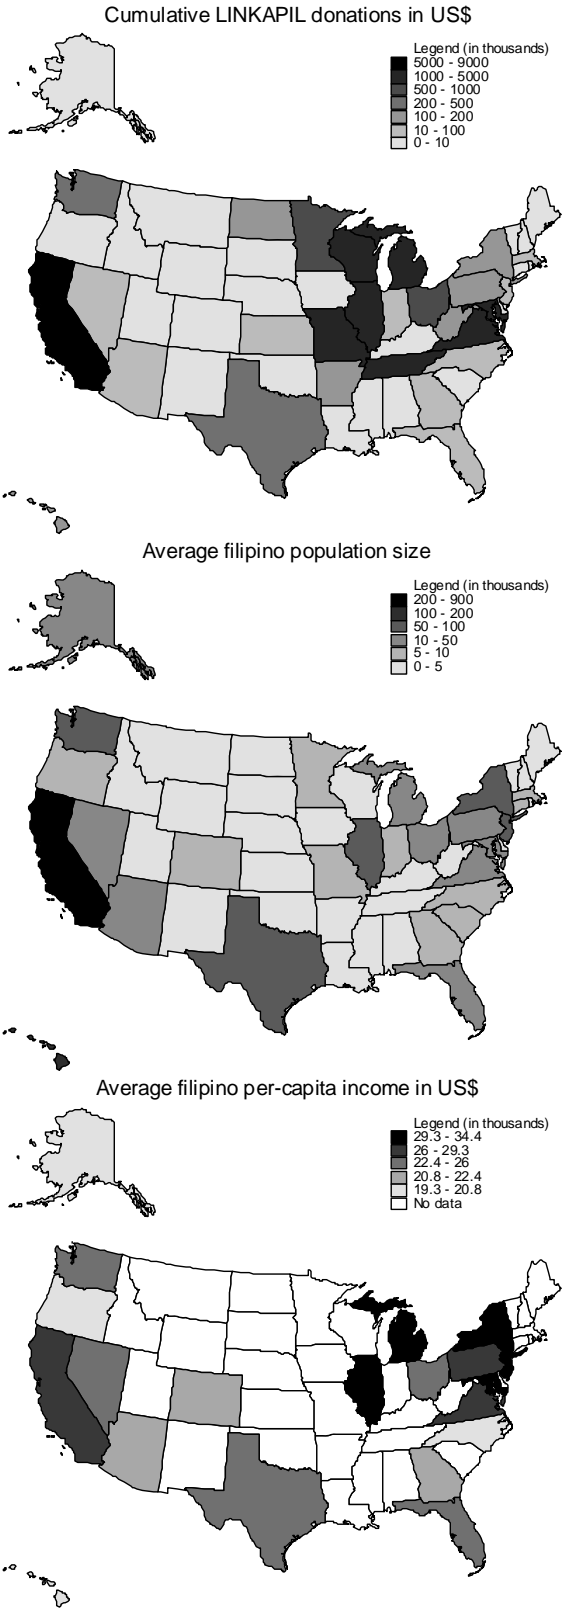 Cumulative LINKAPIL donations in US$
Legend (in thousands)
5000 - 9000
1000 - 5000
500 - 1000
200 - 500
100 - 200
10 - 100
0 - 10
Average filipino population size
Legend (in thousands)
200 - 900
100 - 200
50 - 100
10 - 50
5 - 10
0 - 5
Average filipino per-capita income in US$
Legend (in thousands)
29.3 - 34.4
26 - 29.3
22.4 - 26
20.8 - 22.4
19.3 - 20.8
No data